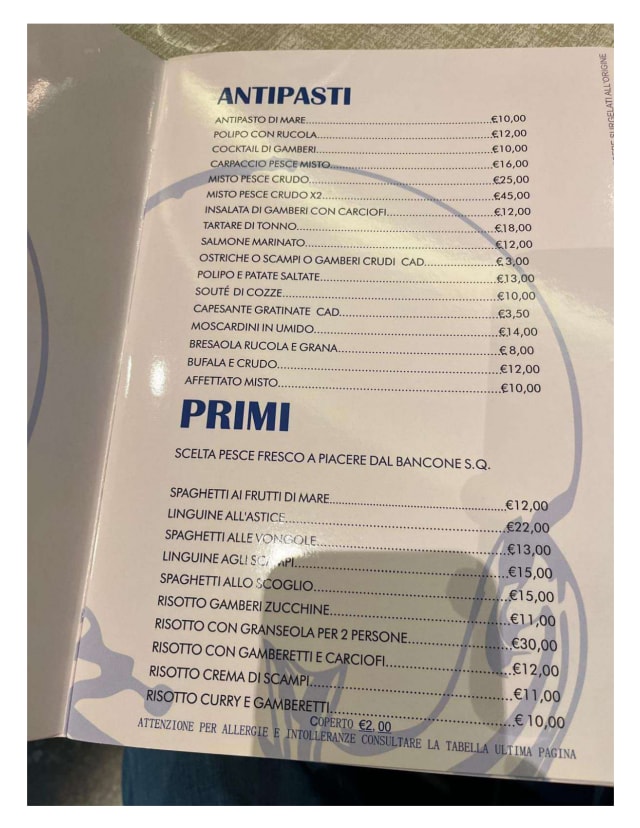 ESSERE SURGELATI ALL'ORIGINE
ANTIPASTI
ANTIPASTO DI MARE................€10,00
POLIPO CON RUCOLA................€12,00
COCKTAIL DI GAMBERI................€10,00
CARPACCIO PESCE MISTO................€16,00
MISTO PESCE CRUDO................€25,00
MISTO PESCE CRUDO X2................€45,00
INSALATA DI GAMBERI CON CARCIOFI................€12,00
TARTARE DI TONNO................€18,00
SALMONE MARINATO................€12,00
OSTRICHE O SCAMPI O GAMBERI CRUDI CAD................€ 3,00
POLIPO E PATATE SALTATE................€13,00
SOUTÉ DI COZZE................€10,00
CAPESANTE GRATINATE CAD................€3,50
MOSCARDINI IN UMIDO................€14,00
BRESAOLA RUCOLA E GRANA................€ 8,00
BUFALA E CRUDO................€12,00
AFFETTATO MISTO................€10,00
PRIMI
SCELTA PESCE FRESCO A PIACERE DAL BANCONE S.Q.
SPAGHETTI AI FRUTTI DI MARE................€12,00
LINGUINE ALL'ASTICE................€22,00
SPAGHETTI ALLE VONGOLE................€13,00
LINGUINE AGLI SCAMPI................€15,00
SPAGHETTI ALLO SCOGLIO................€15,00
RISOTTO GAMBERI ZUCCHINE................€11,00
RISOTTO CON GRANSEOLA PER 2 PERSONE................€30,00
RISOTTO CON GAMBERETTI E CARCIOFI................€12,00
RISOTTO CREMA DI SCAMPI................€11,00
RISOTTO CURRY E GAMBERETTI................€ 10,00
COPERTO €2,00
ATTENZIONE PER ALLERGIE E INTOLLERANZE CONSULTARE LA TABELLA ULTIMA PAGINA